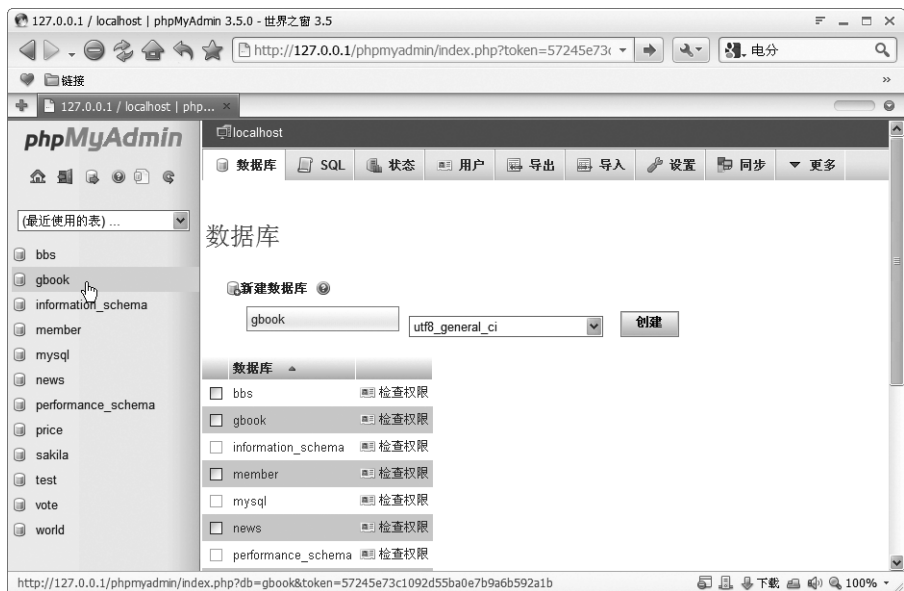 127.0.0.1 / localhost | phpMyAdmin 3.5.0 - 世界之窗 3.5
http://127.0.0.1/phpmyadmin/index.php?token=57245e73c
电分
链接
127.0.0.1 / localhost | php...
phpMyAdmin
(最近使用的表) ...
bbs
gbook
information_schema
member
mysql
news
performance_schema
price
sakila
test
vote
world
localhost
数据库 SQL 状态 用户 导出 导入 设置 同步 更多
数据库
新建数据库
gbook utf8_general_ci 创建
数据库
bbs 检查权限
gbook 检查权限
information_schema 检查权限
member 检查权限
mysql 检查权限
news 检查权限
performance_schema 检查权限
http://127.0.0.1/phpmyadmin/index.php?db=gbook&token=57245e73c1092d55ba0e7b9a6b592a1b 下载 100%